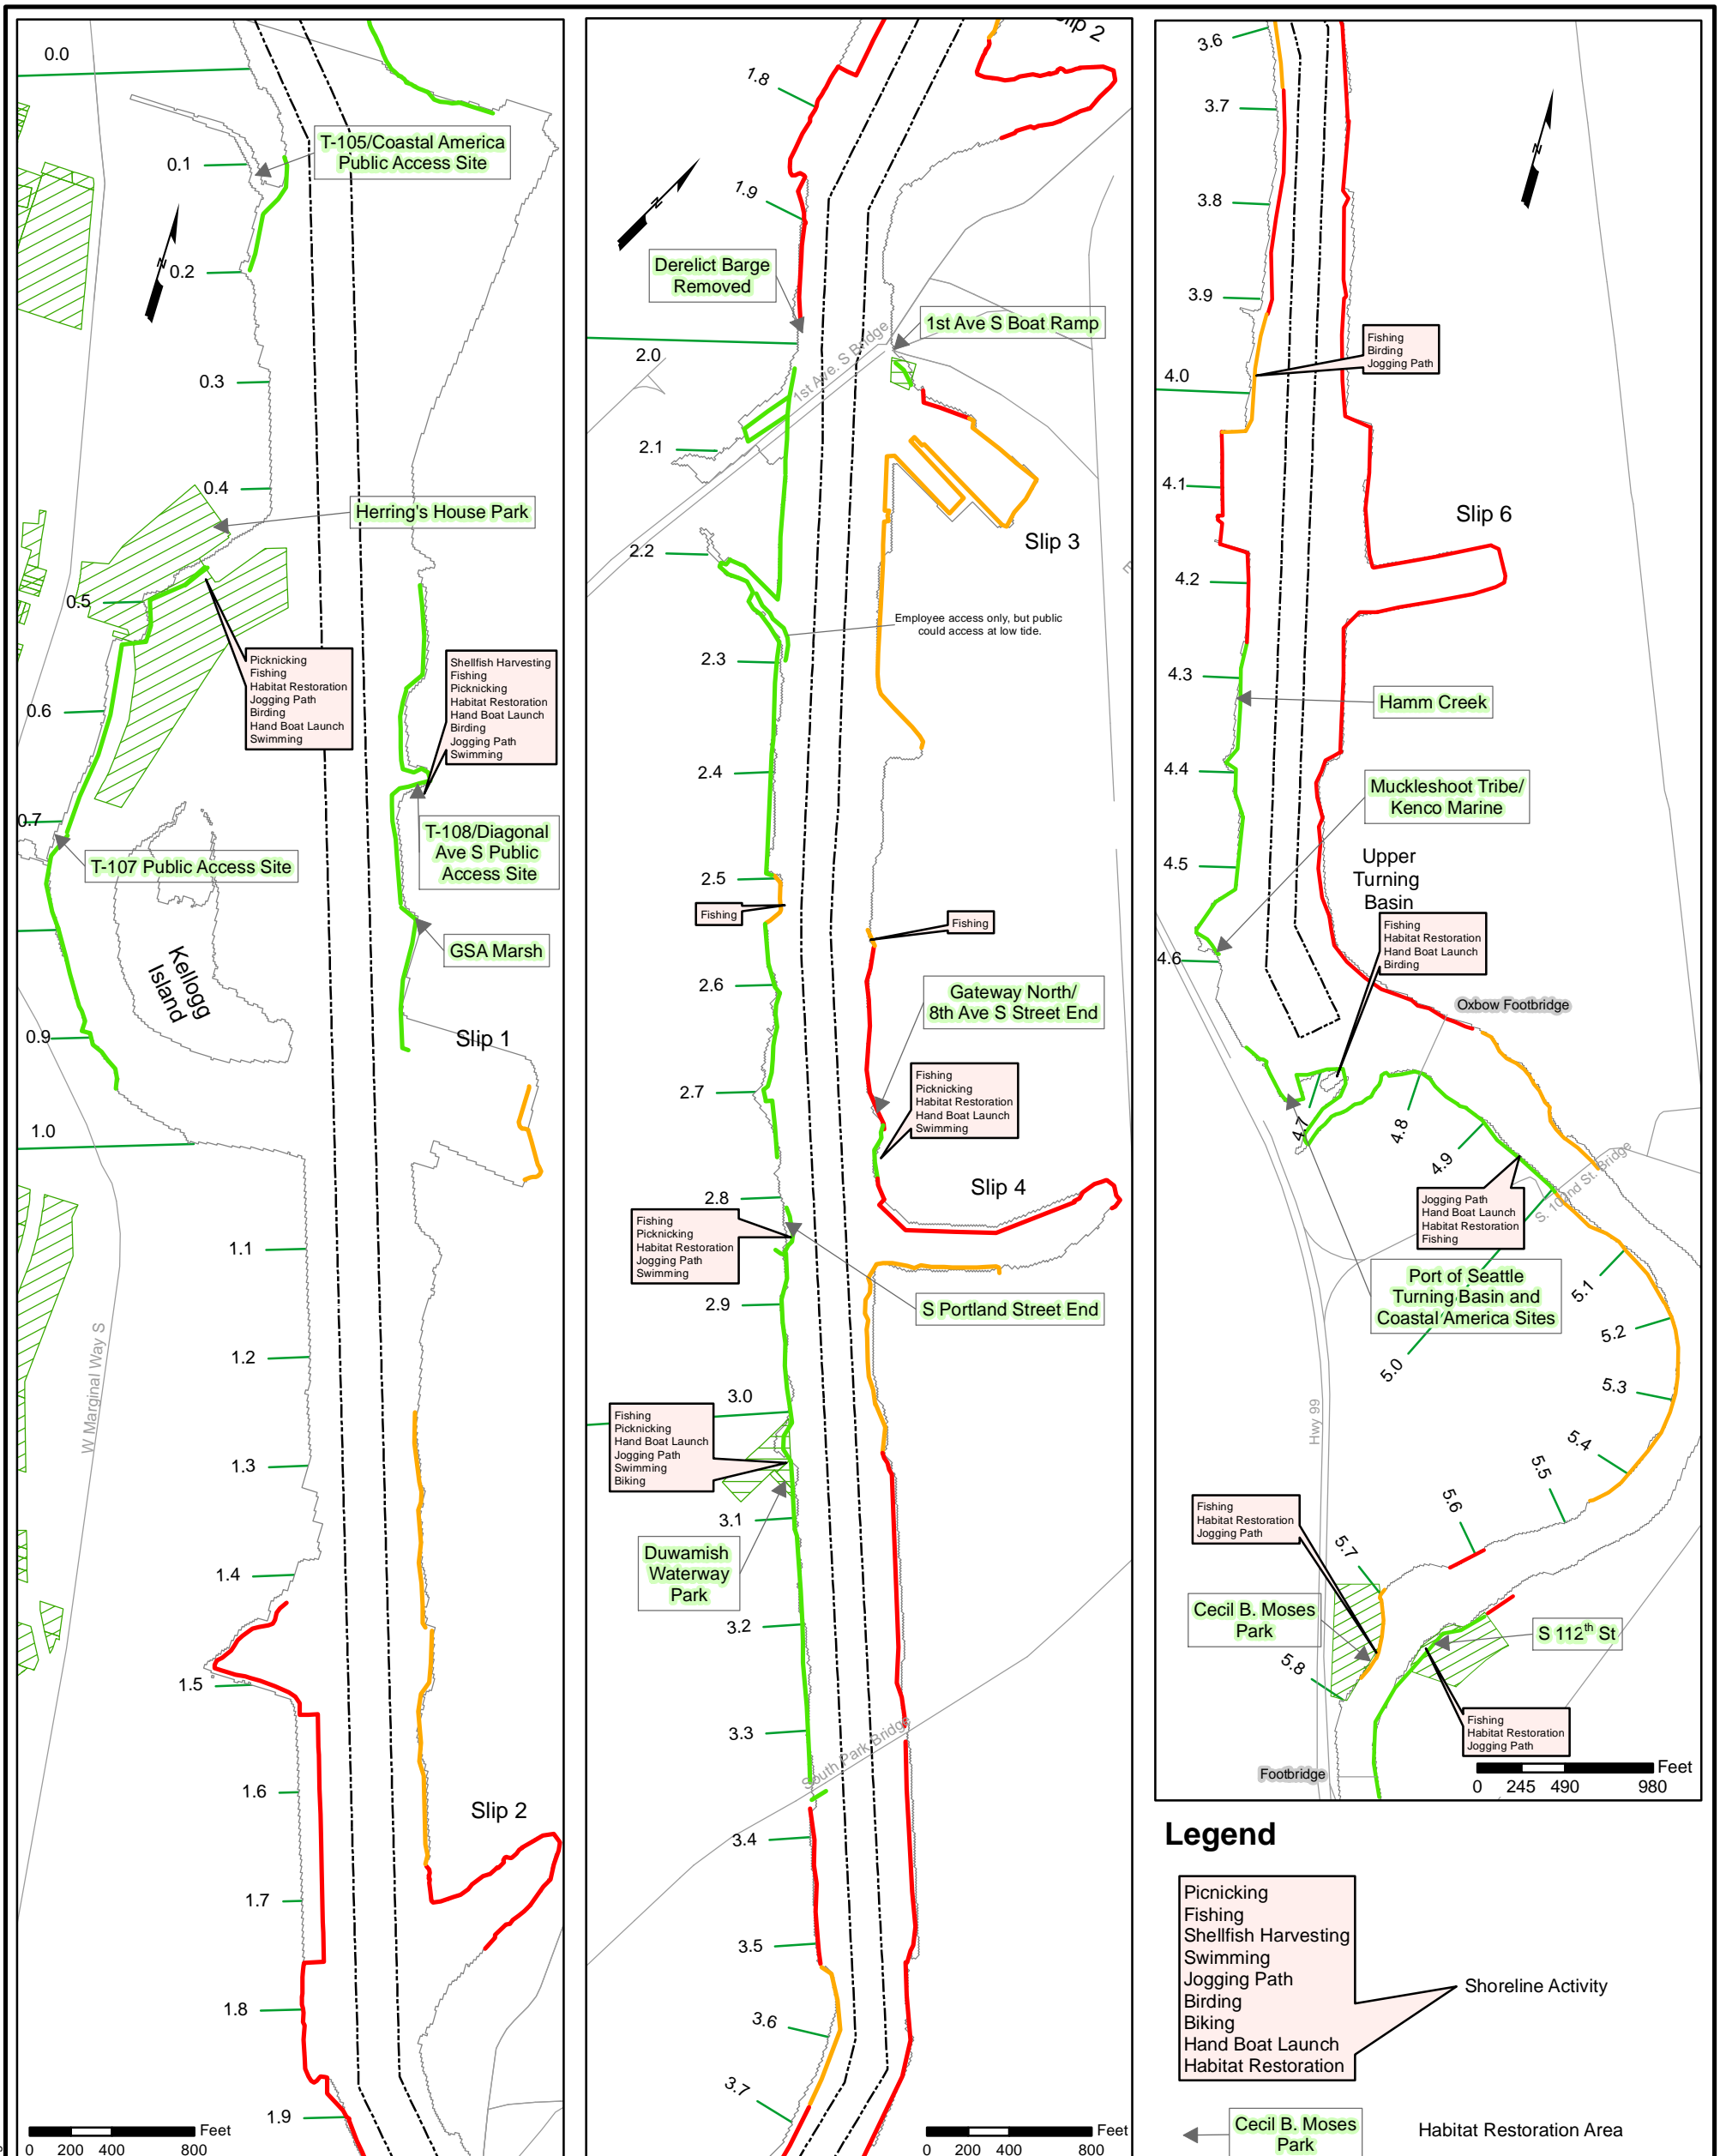 0.0
T-105/Coastal America
Public Access Site
0.1
N
0.2
0.3
0.4
Herring's House Park
0.5
Picknicking
Fishing
Habitat Restoration
Jogging Path
Birding
Hand Boat Launch
Swimming
Shellfish Harvesting
Fishing
Picknicking
Habitat Restoration
Hand Boat Launch
Birding
Jogging Path
Swimming
0.6
0.7
T-107 Public Access Site
T-108/Diagonal
Ave S Public
Access Site
GSA Marsh
Kellogg
Island
0.9
Slip 1
1.0
1.1
1.2
W Marginal Way S
1.3
1.4
1.5
1.6
Slip 2
1.7
1.8
1.9
Feet
0 200 400 800
Slip 2
1.8
1.9
N
Derelict Barge
Removed
1st Ave S Boat Ramp
2.0
1st Ave. S Bridge
2.1
Slip 3
2.2
Employee access only, but public
could access at low tide.
2.3
2.4
2.5
Fishing
Fishing
2.6
Gateway North/
8th Ave S Street End
2.7
Fishing
Picknicking
Habitat Restoration
Hand Boat Launch
Swimming
2.8
Slip 4
Fishing
Picknicking
Habitat Restoration
Jogging Path
Swimming
2.9
S Portland Street End
3.0
Fishing
Picknicking
Hand Boat Launch
Jogging Path
Swimming
Biking
3.1
Duwamish
Waterway
Park
3.2
3.3
South Park Bridge
3.4
3.5
3.6
3.7
Feet
0 200 400 800
3.6
3.7
N
3.8
3.9
Fishing
Birding
Jogging Path
4.0
4.1
Slip 6
4.2
4.3
Hamm Creek
4.4
Muckleshoot Tribe/
Kenco Marine
4.5
Upper
Turning
Basin
Fishing
Habitat Restoration
Hand Boat Launch
Birding
4.6
Oxbow Footbridge
4.7
4.8
4.9
S. 102nd St. Bridge
Jogging Path
Hand Boat Launch
Habitat Restoration
Fishing
Port of Seattle
Turning Basin and
Coastal America Sites
5.0
5.1
5.2
5.3
5.4
5.5
5.6
Hwy 99
Fishing
Habitat Restoration
Jogging Path
5.7
Cecil B. Moses
Park
S 112th St
5.8
Fishing
Habitat Restoration
Jogging Path
Footbridge
Feet
0 245 490 980
Legend
Picnicking
Fishing
Shellfish Harvesting
Swimming
Jogging Path
Birding
Biking
Hand Boat Launch
Habitat Restoration
Shoreline Activity
Cecil B. Moses
Park
Habitat Restoration Area